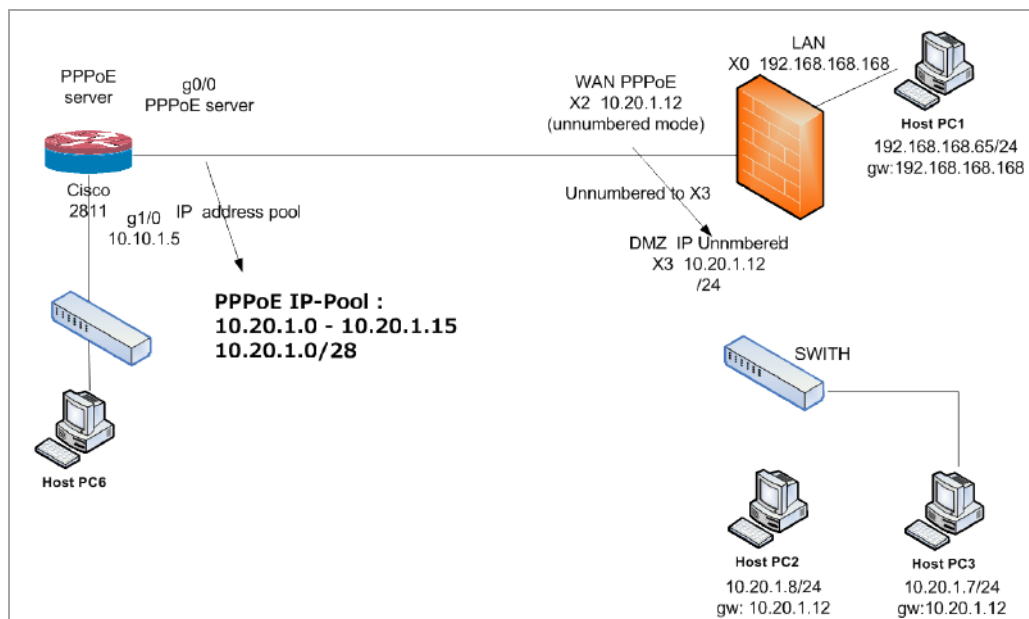 PPPoE
server
g0/0
PPPoE server
Cisco
2811
g1/0
10.10.1.5
IP address pool
PPPoE IP-Pool :
10.20.1.0 - 10.20.1.15
10.20.1.0/28
Host PC6
WAN PPPoE
X2 10.20.1.12
(unnumbered mode)
Unnumbered to X3
DMZ IP Unnmbered
X3 10.20.1.12
/24
LAN
X0 192.168.168.168
Host PC1
192.168.168.65/24
gw:192.168.168.168
SWITH
Host PC2
10.20.1.8/24
gw: 10.20.1.12
Host PC3
10.20.1.7/24
gw:10.20.1.12